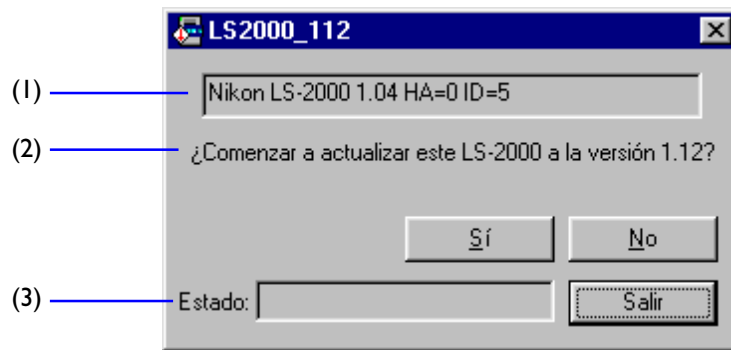 LS2000_112
(1) Nikon LS-2000 1.04 HA=0 ID=5
(2) ¿Comenzar a actualizar este LS-2000 a la versión 1.12?
Sí No
(3) Estado: Salir